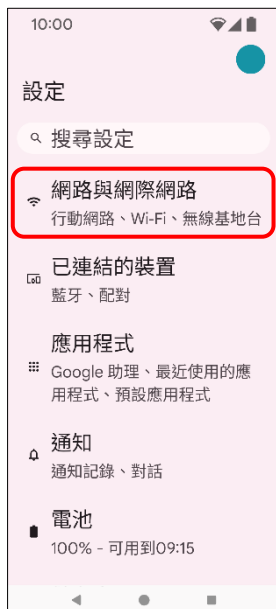 10:00
設定
搜尋設定
網路與網際網路
行動網路、Wi-Fi、無線基地台
已連結的裝置
藍牙、配對
應用程式
Google 助理、最近使用的應
用程式、預設應用程式
通知
通知記錄、對話
電池
100% - 可用到09:15